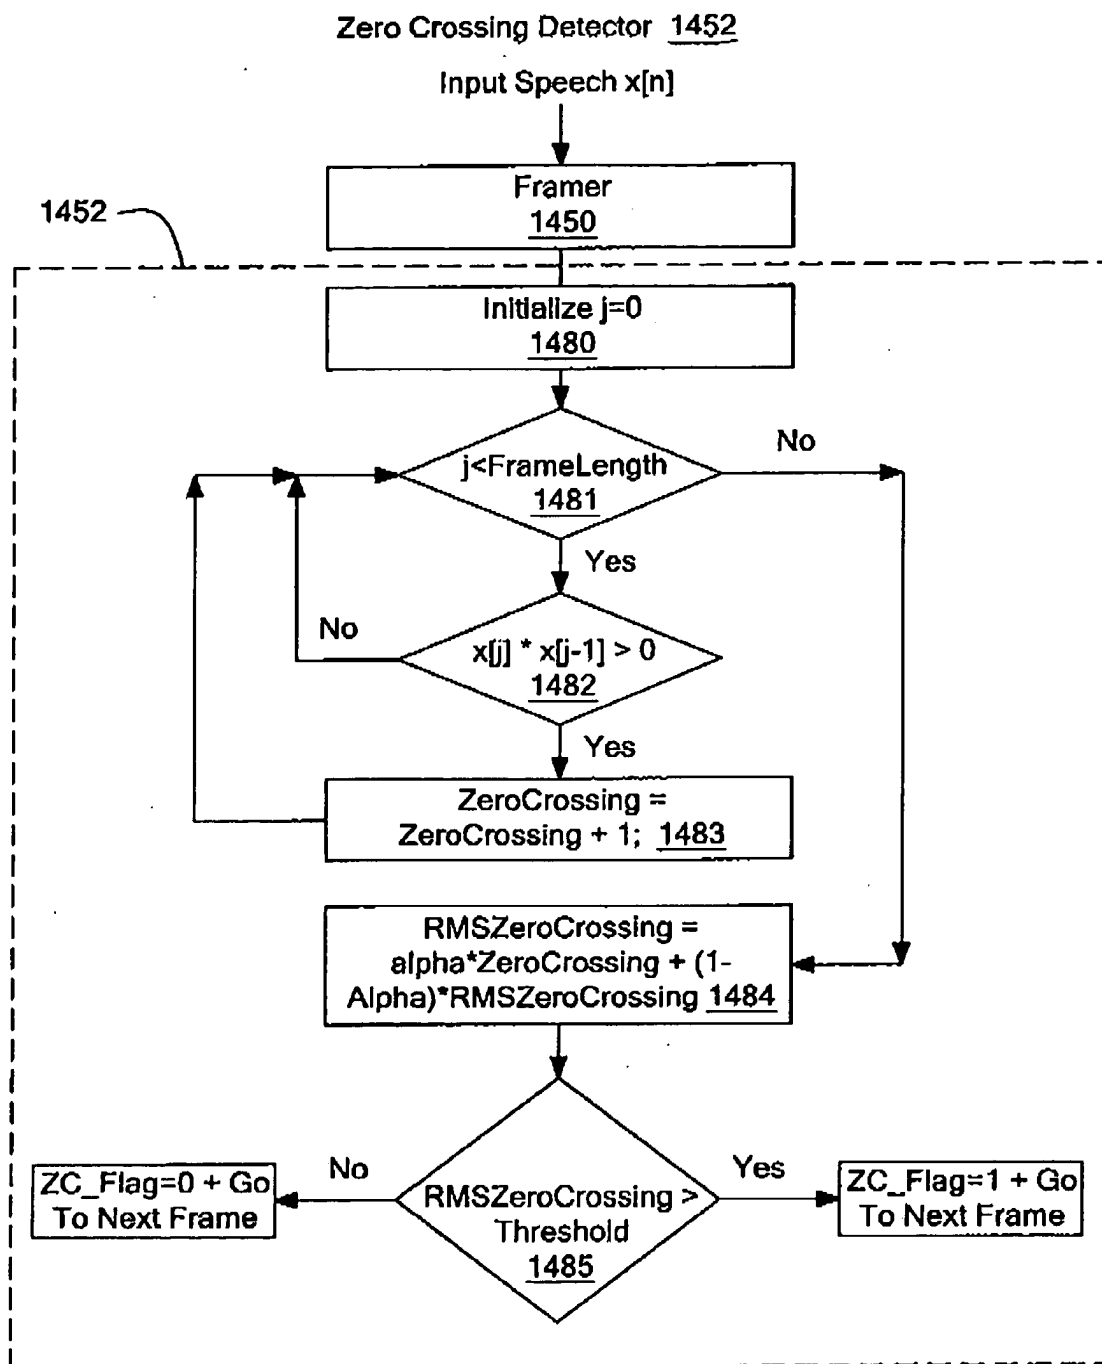 Zero Crossing Detector 1452
Input Speech x[n]
Framer
1450
1452
Initialize j=0
1480
j<FrameLength
1481
No
Yes
x[j] * x[j-1] > 0
1482
No
Yes
ZeroCrossing =
ZeroCrossing + 1; 1483
RMSZeroCrossing =
alpha*ZeroCrossing + (1-
Alpha)*RMSZeroCrossing 1484
RMSZeroCrossing >
Threshold
1485
No
Yes
ZC_Flag=0 + Go
To Next Frame
ZC_Flag=1 + Go
To Next Frame